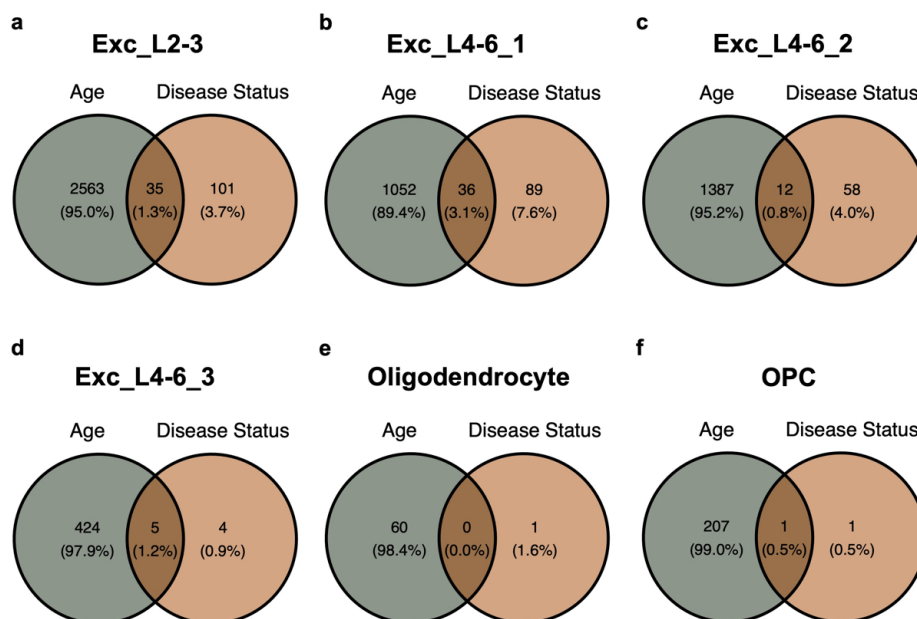 a
Exc_L2-3
Age Disease Status
2563 35 101
(95.0%) (1.3%) (3.7%)
b
Exc_L4-6_1
Age Disease Status
1052 36 89
(89.4%) (3.1%) (7.6%)
c
Exc_L4-6_2
Age Disease Status
1387 12 58
(95.2%) (0.8%) (4.0%)
d
Exc_L4-6_3
Age Disease Status
424 5 4
(97.9%) (1.2%) (0.9%)
e
Oligodendrocyte
Age Disease Status
60 0 1
(98.4%) (0.0%) (1.6%)
f
OPC
Age Disease Status
207 1 1
(99.0%) (0.5%) (0.5%)